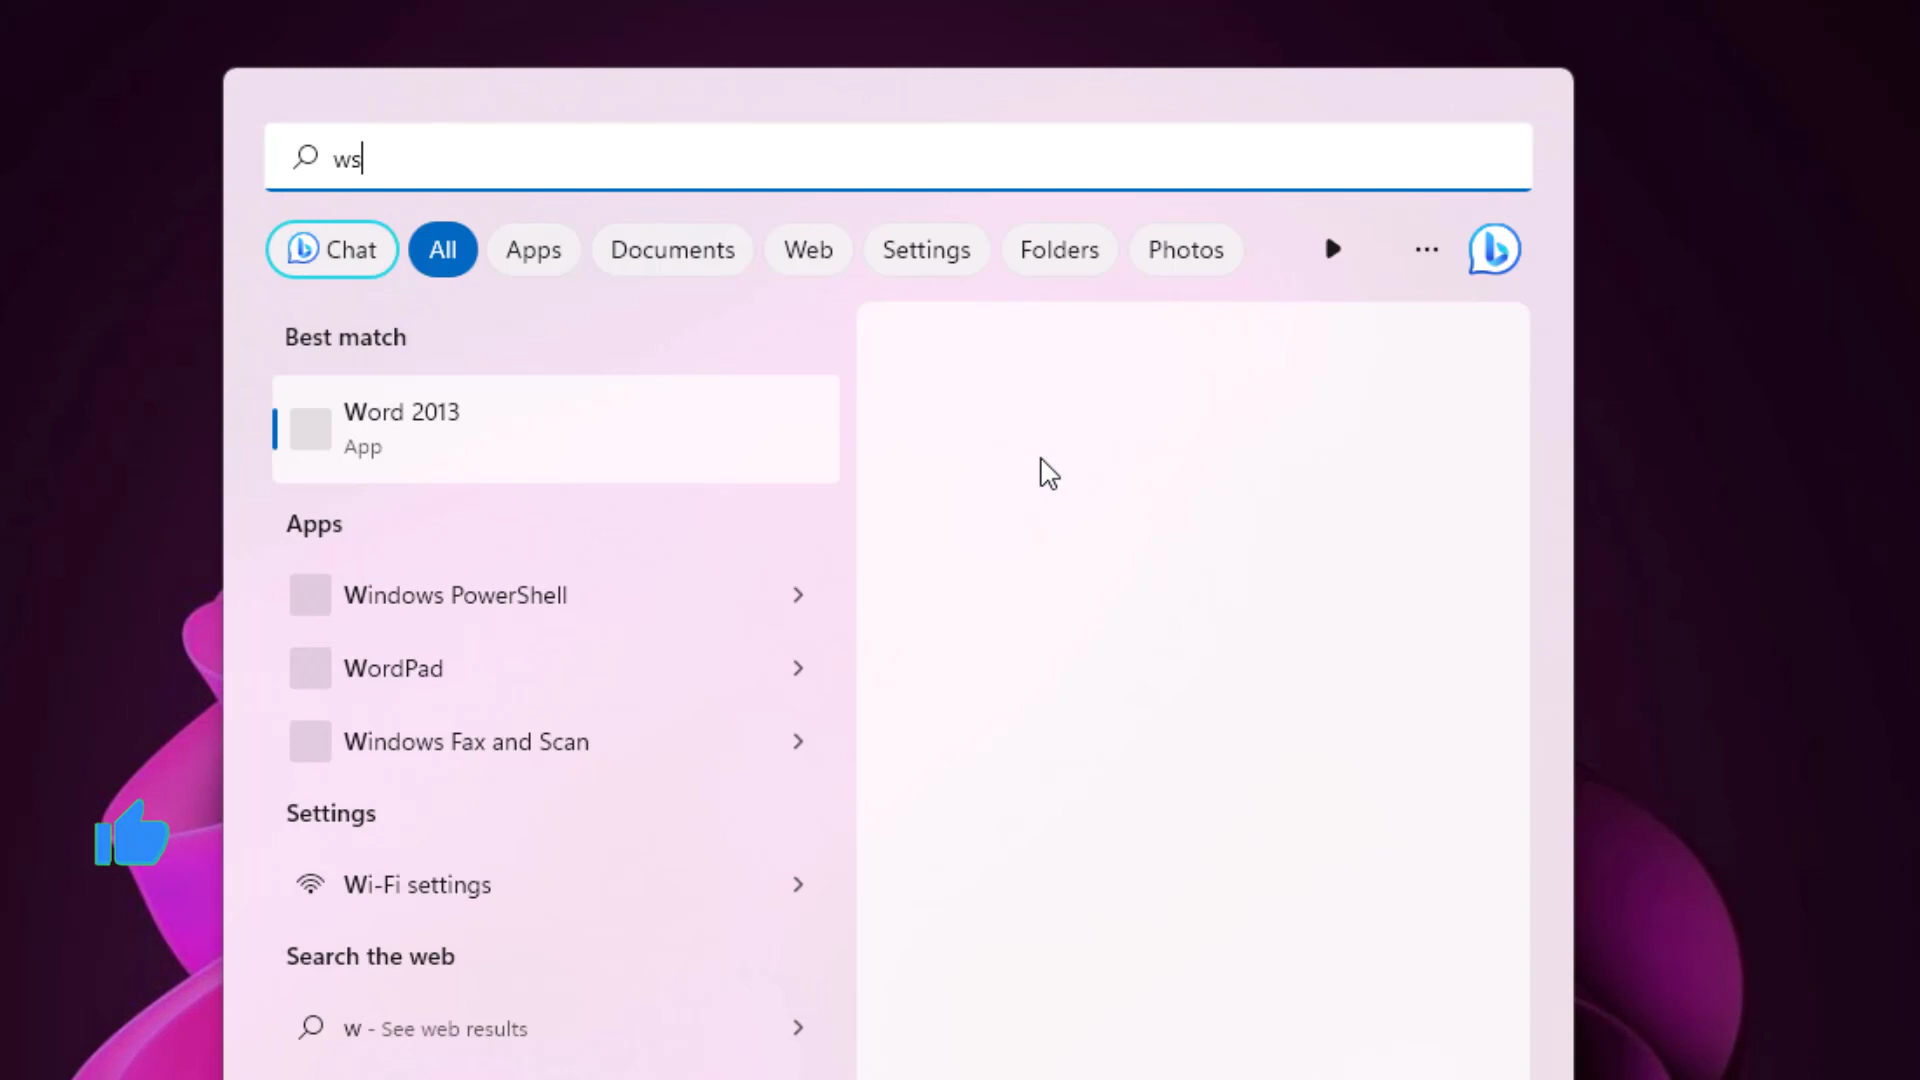 ws
Chat All Apps Documents Web Settings Folders Photos
Best match
Word 2013
App
Apps
Windows PowerShell
WordPad
Windows Fax and Scan
Settings
Wi-Fi settings
Search the web
w - See web results